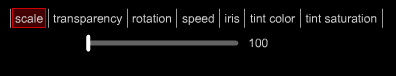 scale transparency rotation speed iris tint color tint saturation
100